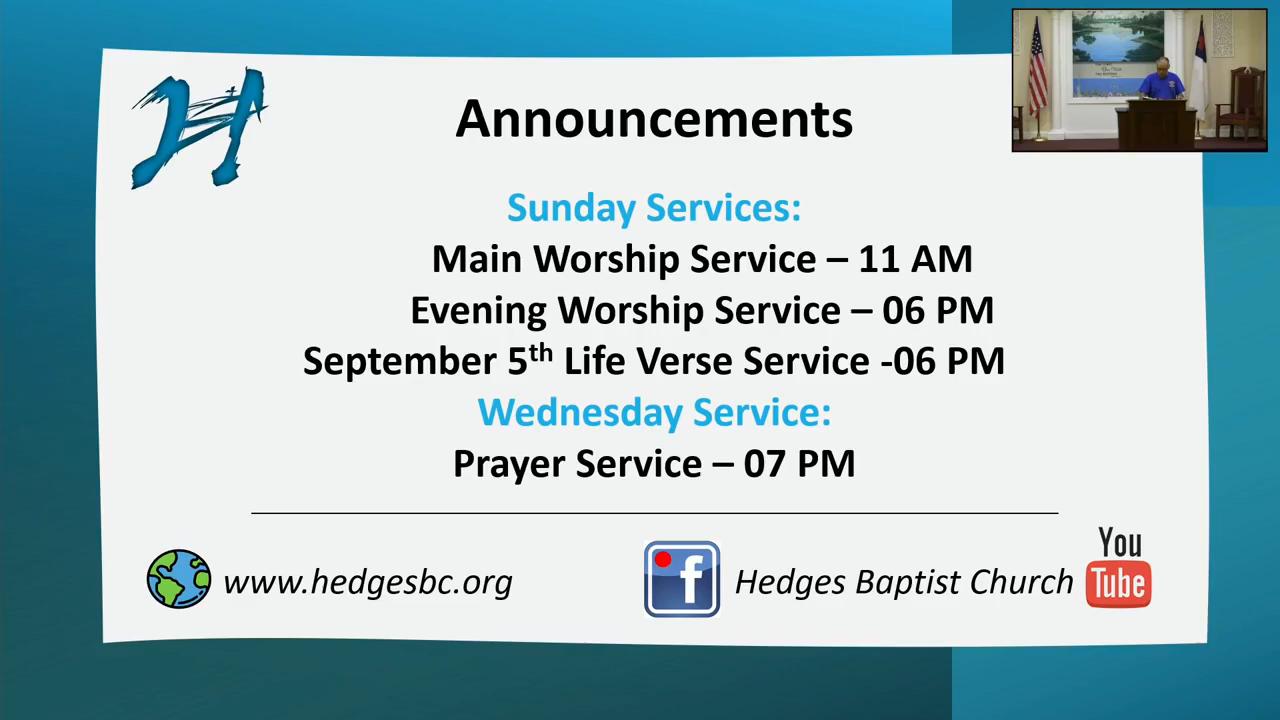 Announcements
Sunday Services:
Main Worship Service – 11 AM
Evening Worship Service – 06 PM
September 5th Life Verse Service -06 PM
Wednesday Service:
Prayer Service – 07 PM
www.hedgesbc.org
f
Hedges Baptist Church
You
Tube
H